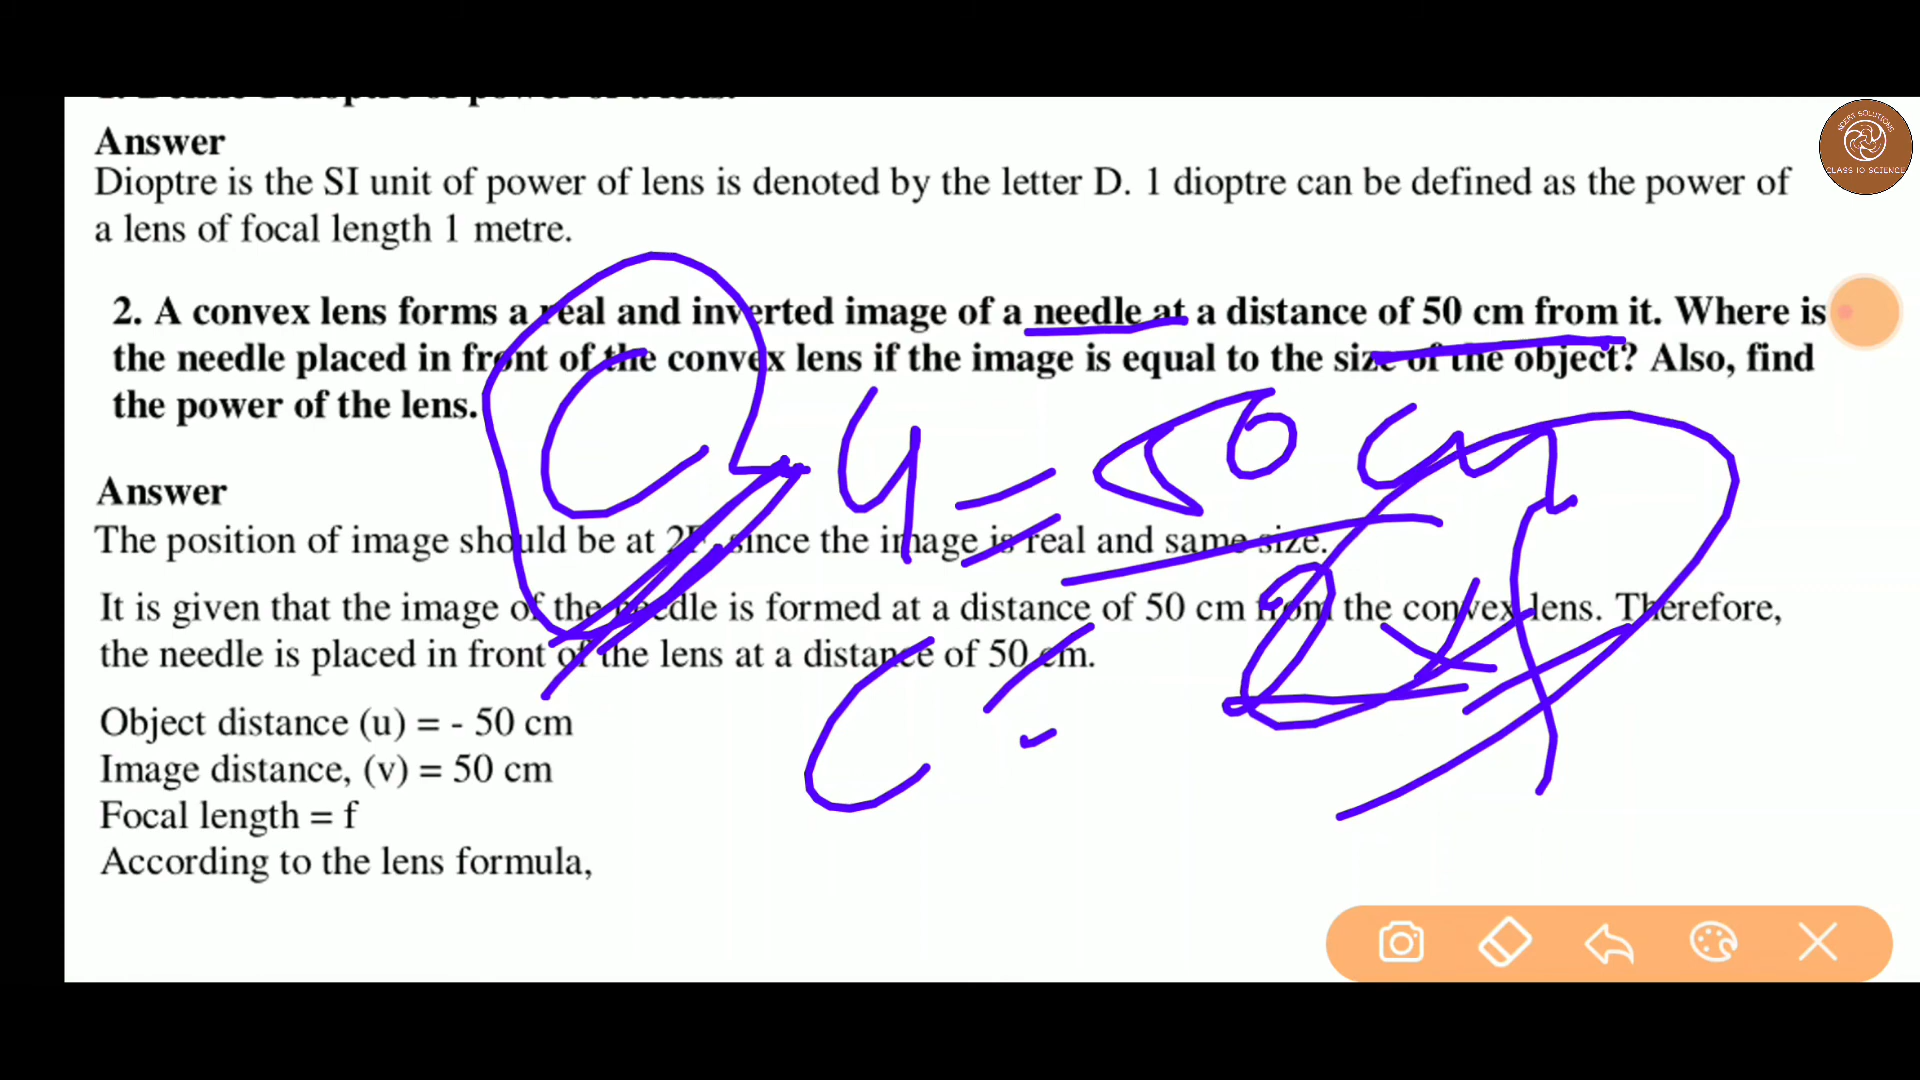 Answer
Dioptre is the SI unit of power of lens is denoted by the letter D. 1 dioptre can be defined as the power of
a lens of focal length 1 metre.
2. A convex lens forms a real and inverted image of a needle at a distance of 50 cm from it. Where is
the needle placed in front of the convex lens if the image is equal to the size of the object? Also, find
the power of the lens.
C u = 50 cm
Answer
The position of image should be at 2F since the image is real and same size.
It is given that the image of the needle is formed at a distance of 50 cm from the convex lens. Therefore,
the needle is placed in front of the lens at a distance of 50 cm.
C = 2 x f
Object distance (u) = - 50 cm
Image distance, (v) = 50 cm
Focal length = f
According to the lens formula,
NCERT SOLUTIONS
CLASS 10 SCIENCE